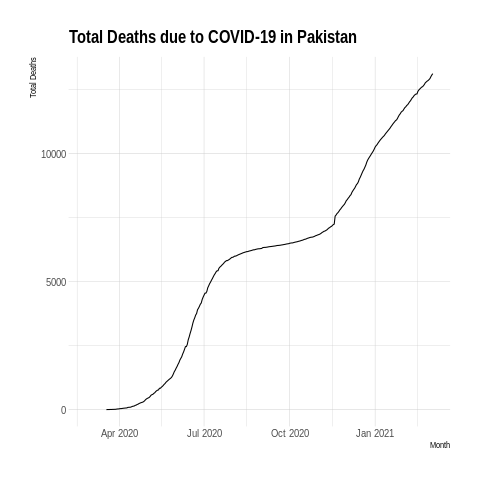 Total Deaths due to COVID-19 in Pakistan
Total Deaths
10000
5000
0
Apr 2020
Jul 2020
Oct 2020
Jan 2021
Month